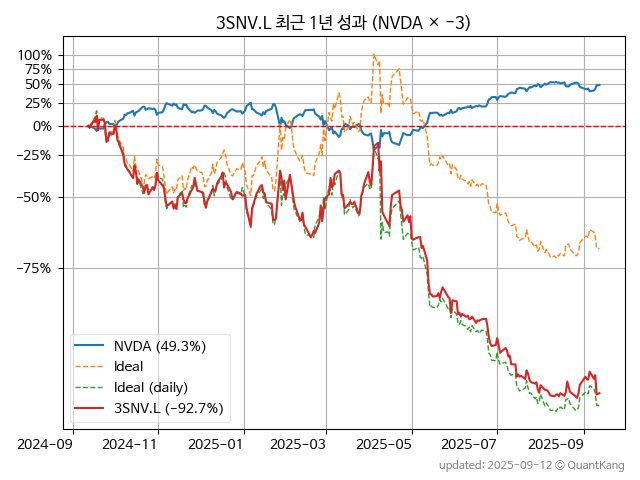 3SNV.L 최근 1년 성과 (NVDA × −3)
100%
75%
50%
25%
0%
−25%
−50%
−75%
NVDA (49.3%)
Ideal
Ideal (daily)
3SNV.L (−92.7%)
2024−09 2024−11 2025−01 2025−03 2025−05 2025−07 2025−09
updated: 2025−09−12 © QuantKang